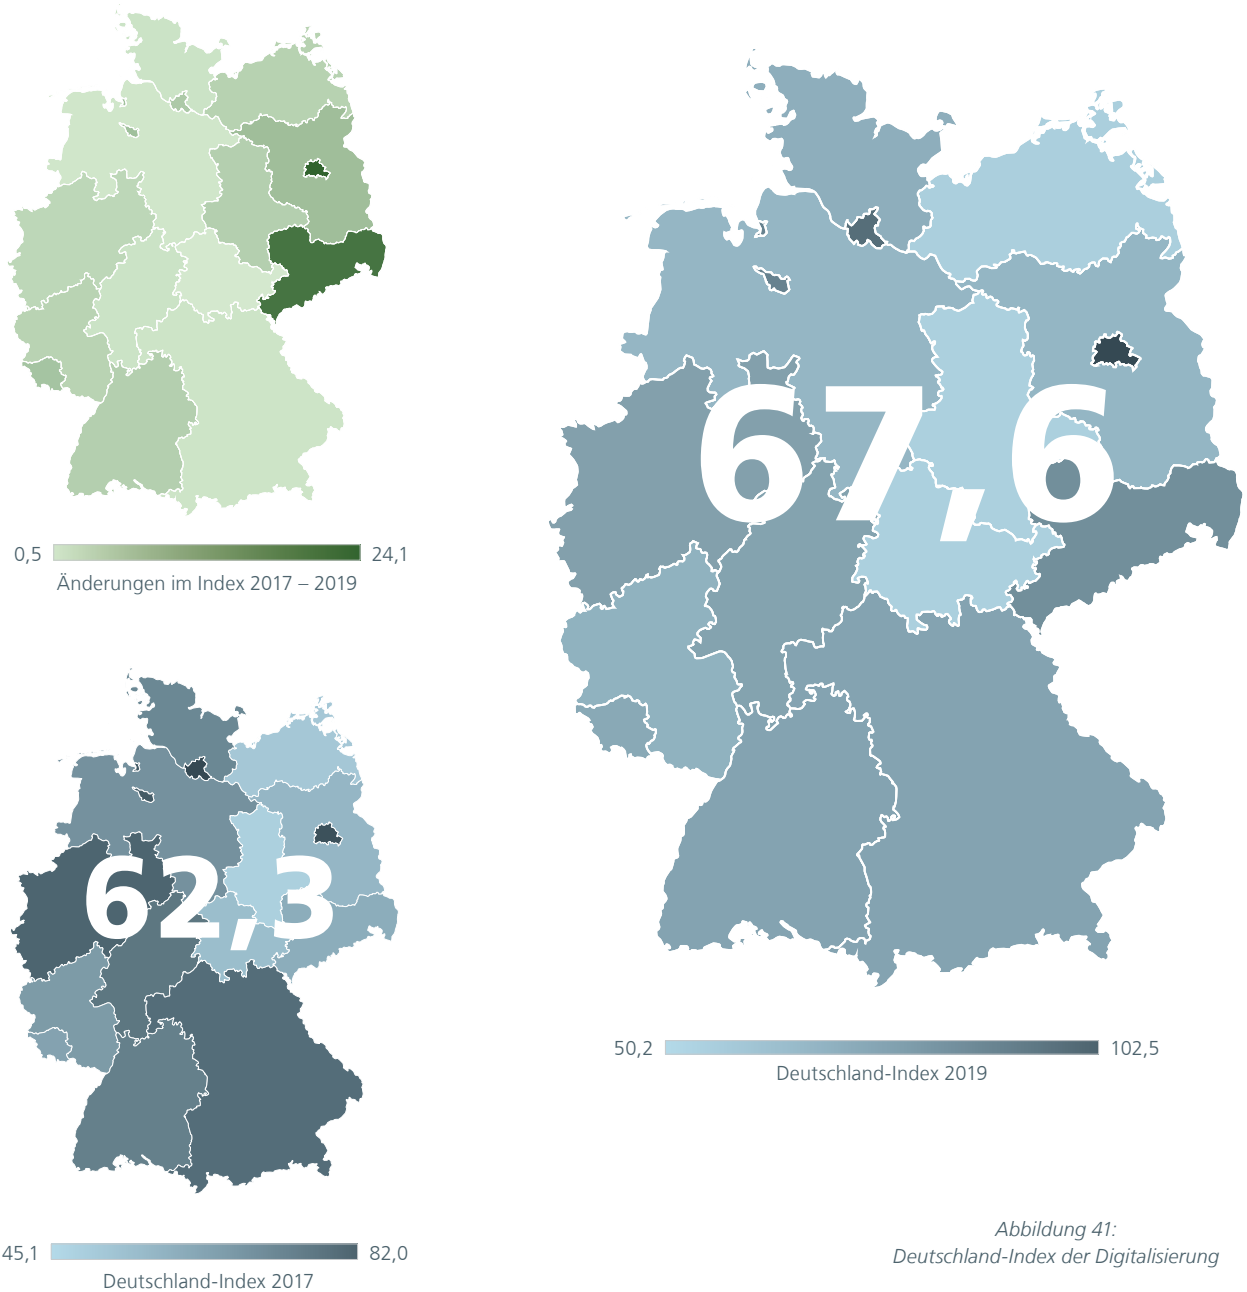 0,5
24,1
Änderungen im Index 2017 – 2019
67,6
50,2
102,5
Deutschland-Index 2019
62,3
45,1
82,0
Deutschland-Index 2017
Abbildung 41:
Deutschland-Index der Digitalisierung